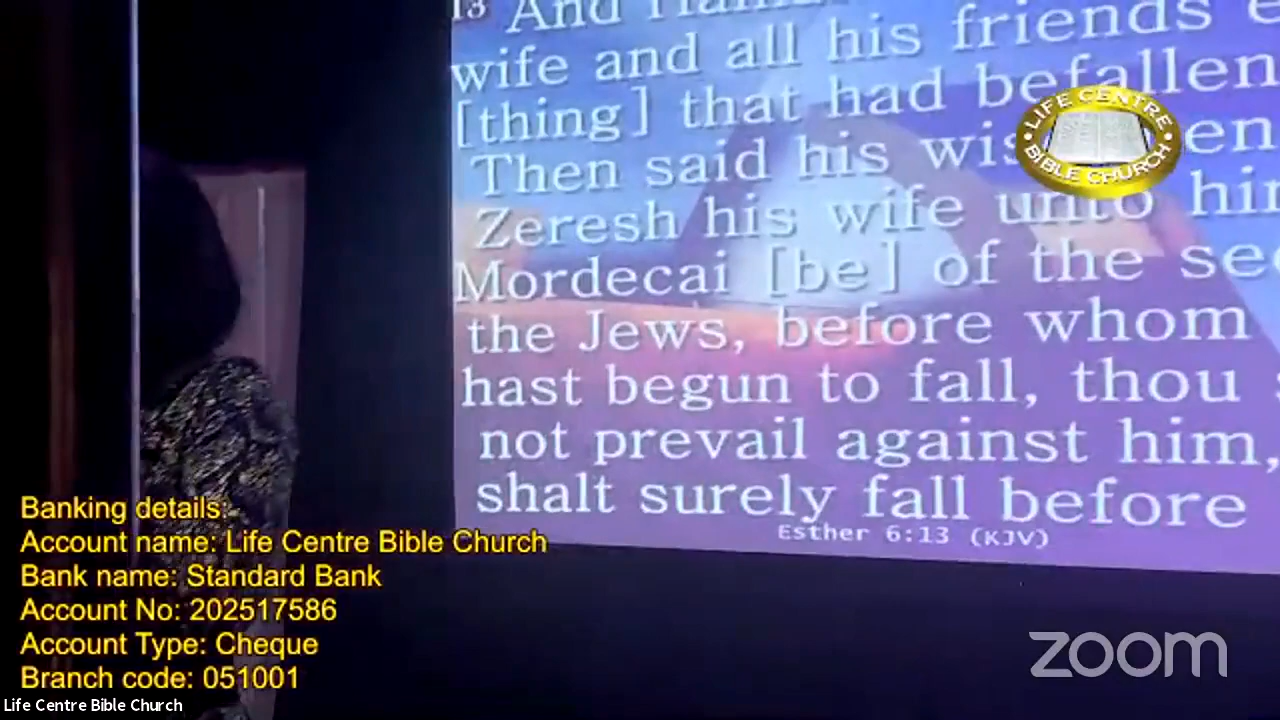 13 And
wife and all his friends
[thing] that had befallen
Then said his
Zeresh his wife unto
Mordecai [be] of the
the Jews, before whom
hast begun to fall, thou
not prevail against him,
shalt surely fall before
Esther 6:13 (KJV)
LIFE CENTRE
BIBLE CHURCH
Banking details:
Account name: Life Centre Bible Church
Bank name: Standard Bank
Account No: 202517586
Account Type: Cheque
Branch code: 051001
zoom
Life Centre Bible Church